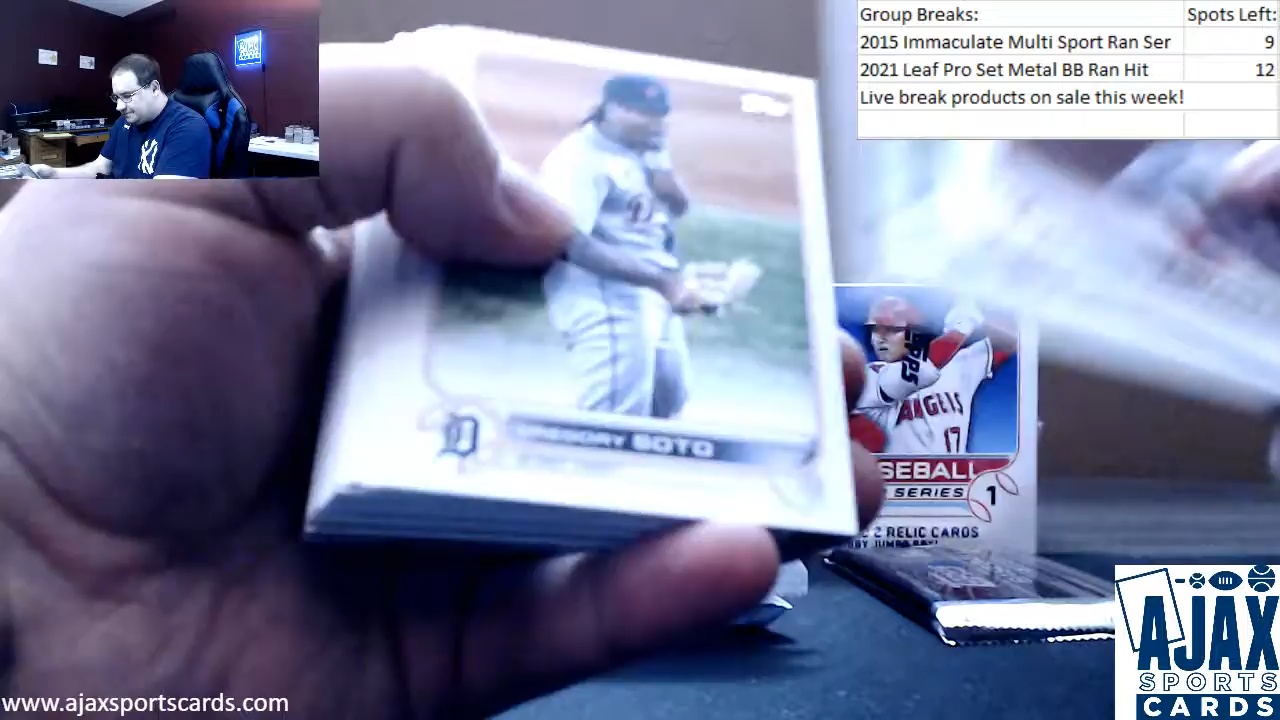 Group Breaks: Spots Left:
2015 Immaculate Multi Sport Ran Ser 9
2021 Leaf Pro Set Metal BB Ran Hit 12
Live break products on sale this week!
D
GREGORY SOTO
ANGELS
17
SEBALL
SERIES 1
2 RELIC CARDS
AJAX
SPORTS
CARDS
www.ajaxsportscards.com